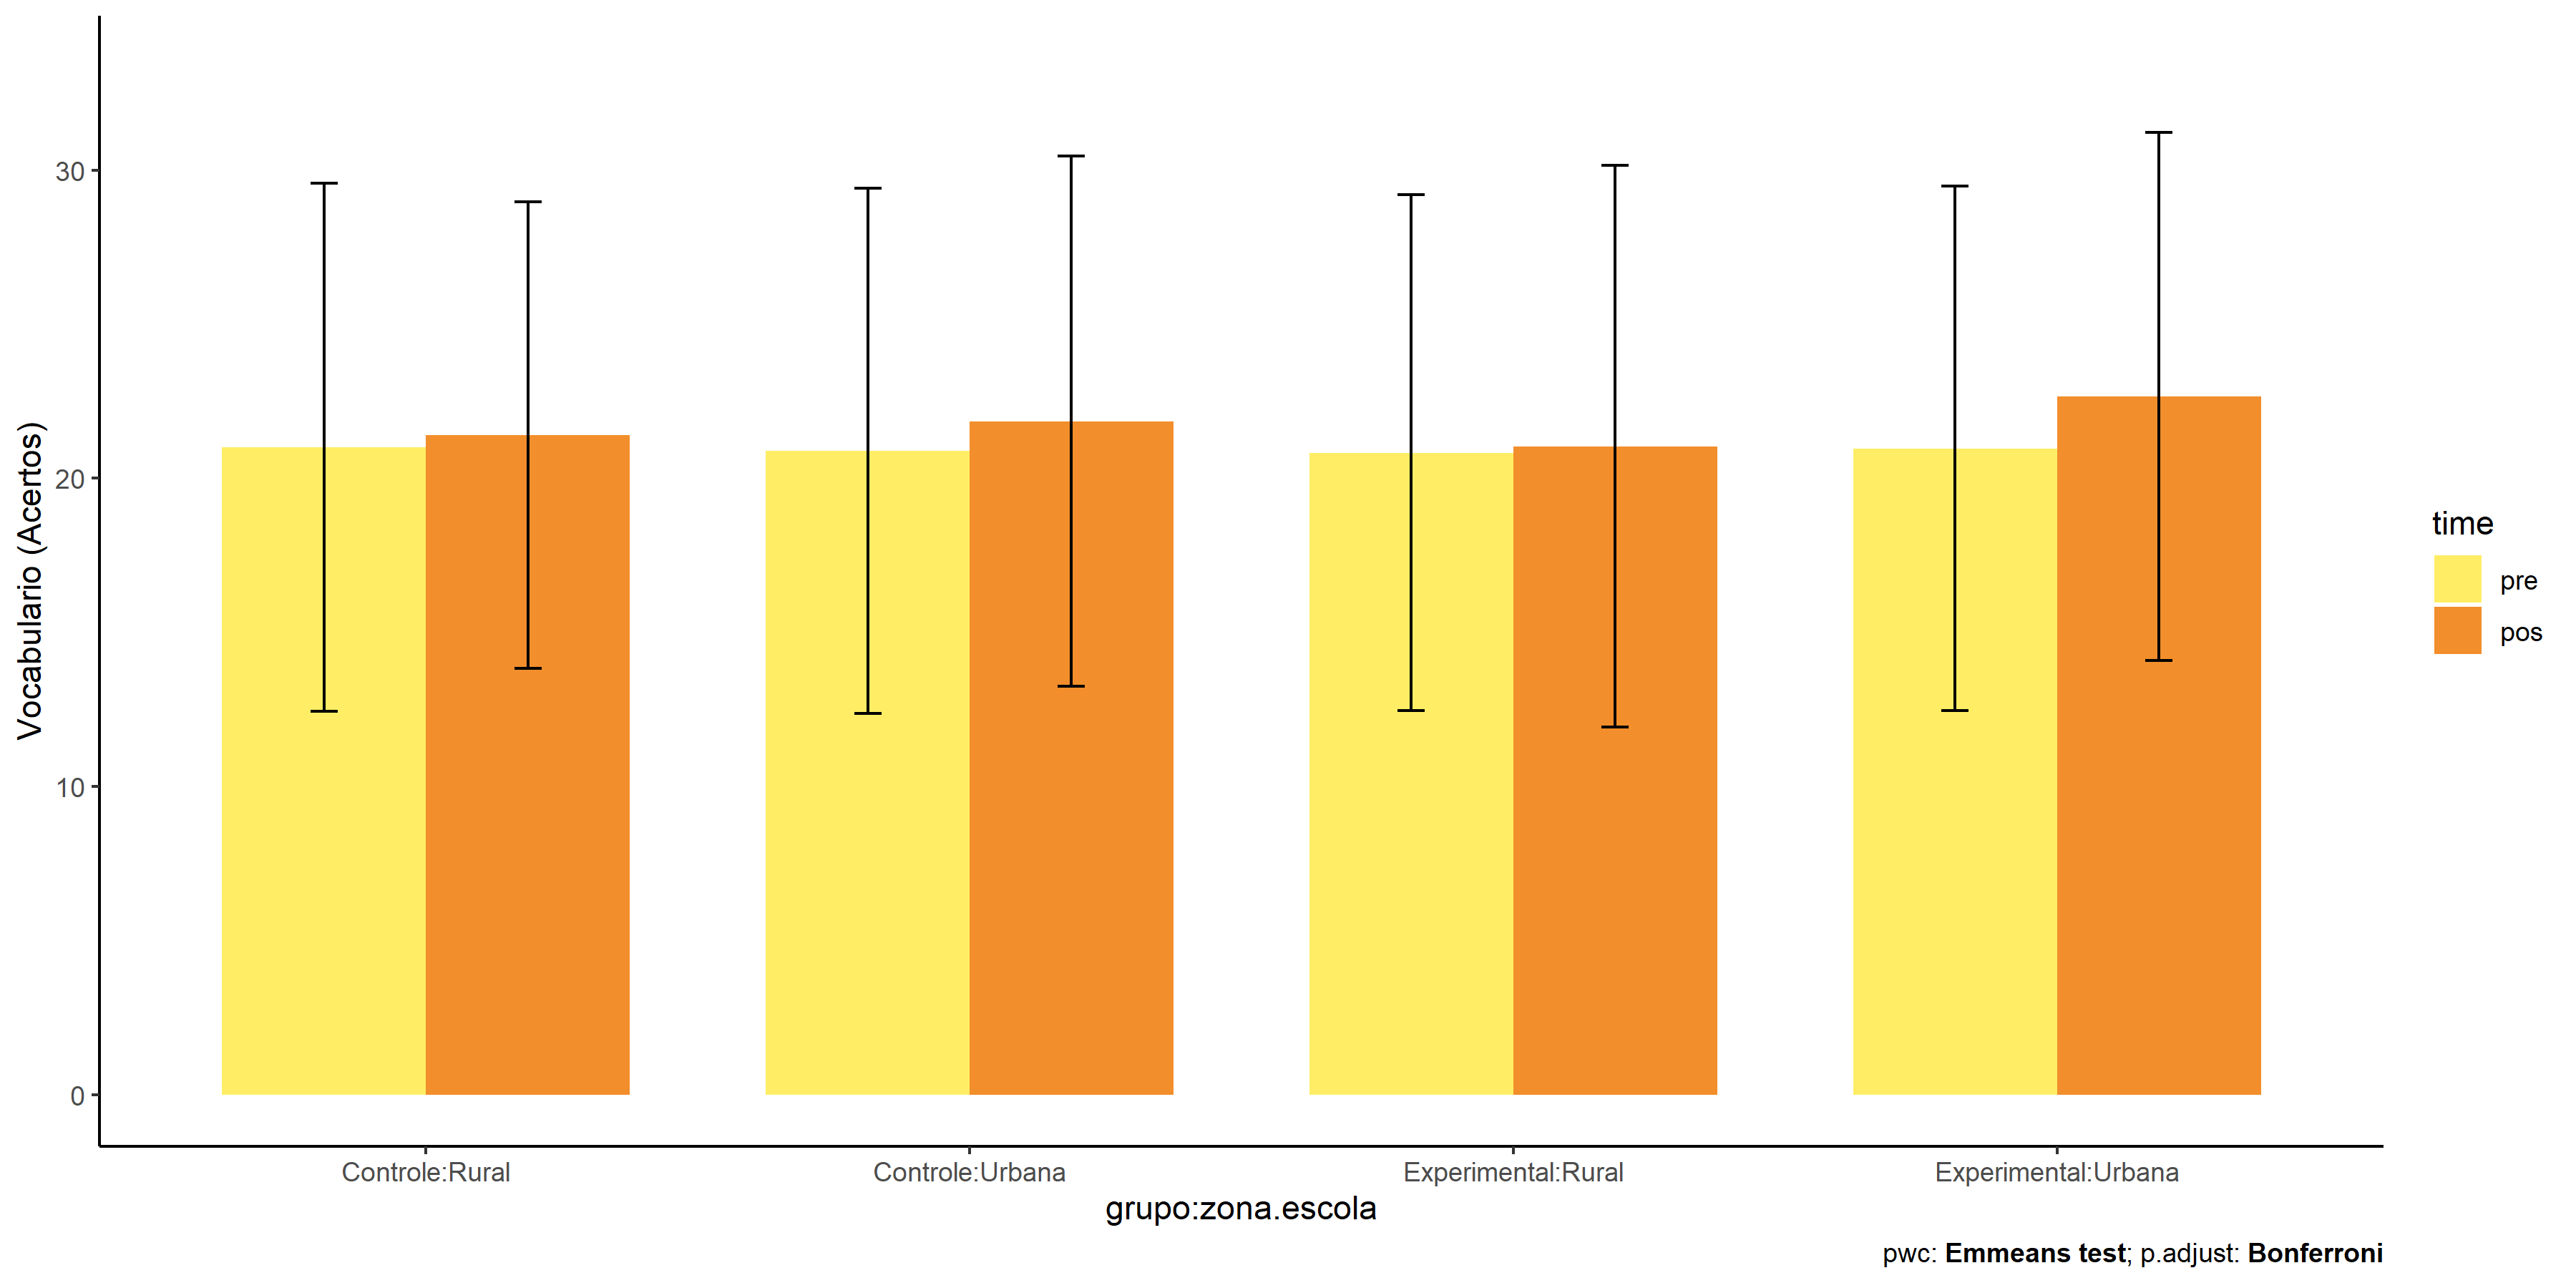 Vocabulario (Acertos)
30
20
10
0
Controle:Rural
Controle:Urbana
Experimental:Rural
Experimental:Urbana
grupo:zona.escola
time
pre
pos
pwc: Emmeans test; p.adjust: Bonferroni